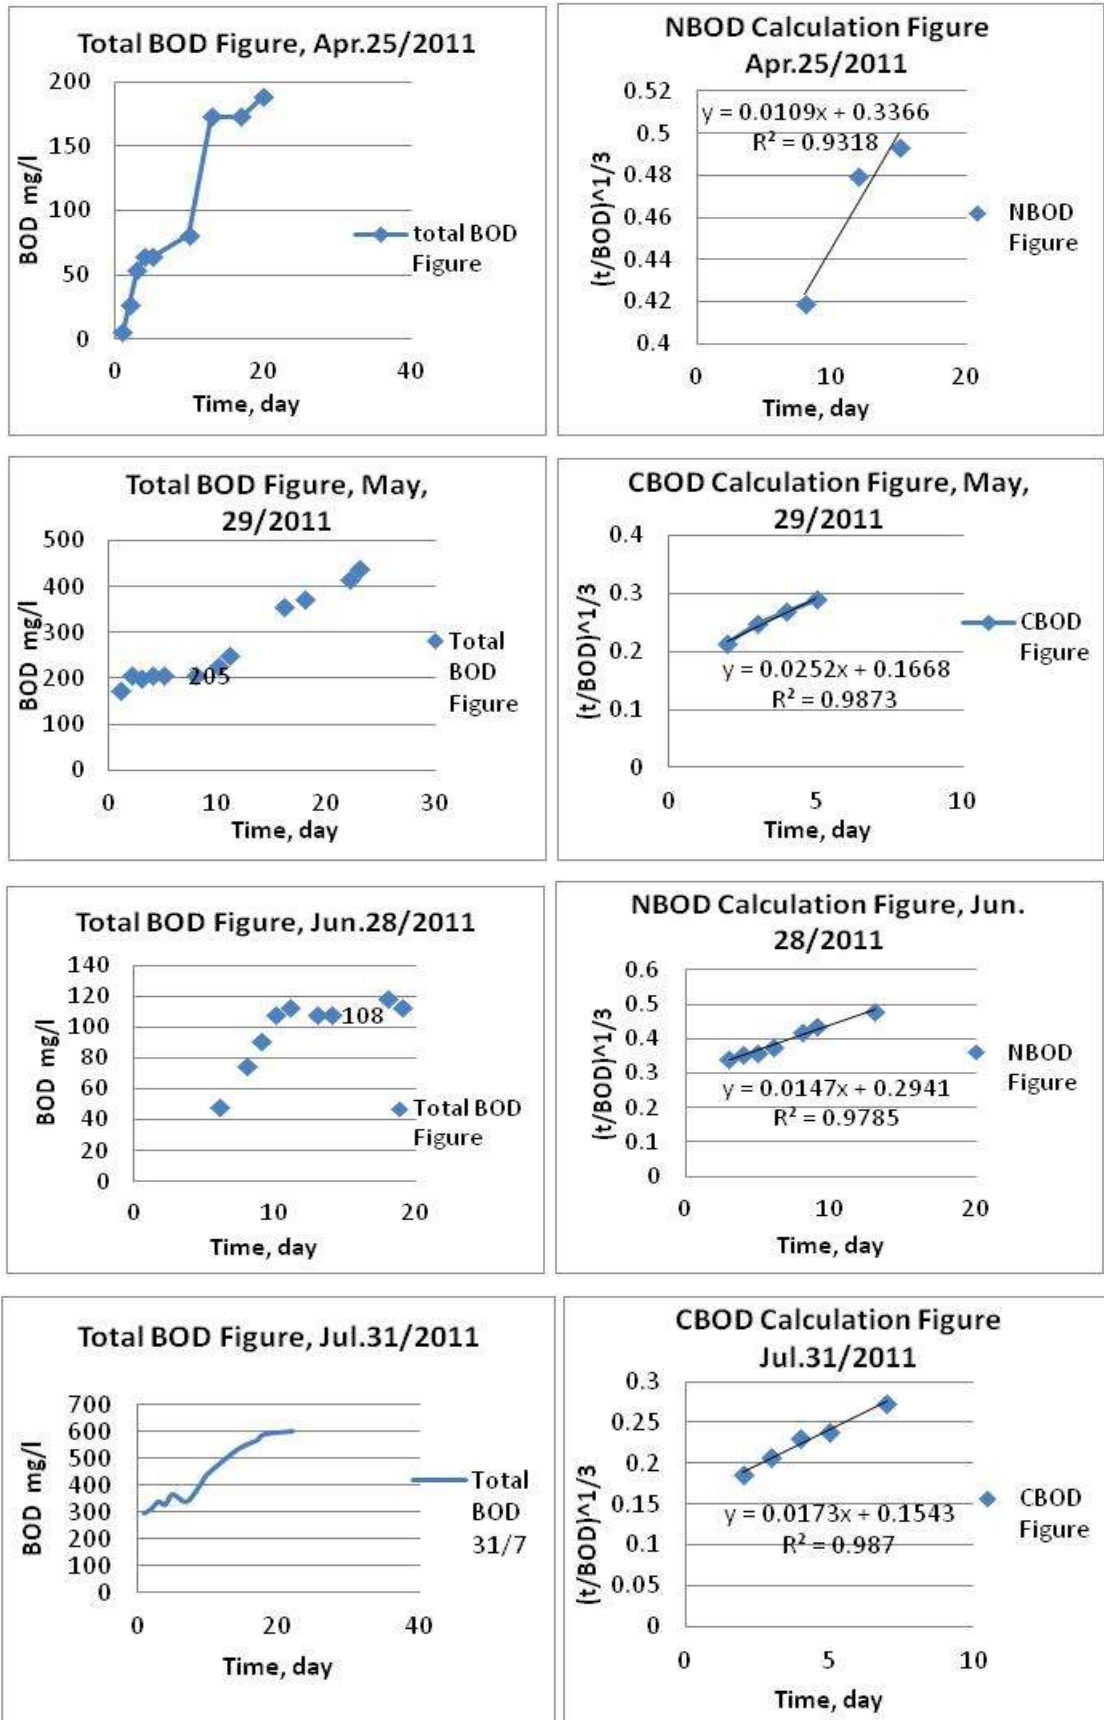 Total BOD Figure, Apr.25/2011
BOD mg/l
200
150
100
50
0
0 20 40
Time, day
total BOD
Figure
NBOD Calculation Figure
Apr.25/2011
(t/BOD)^1/3
0.52
0.5
0.48
0.46
0.44
0.42
0.4
y = 0.0109x + 0.3366
R² = 0.9318
0 10 20
Time, day
NBOD
Figure
Total BOD Figure, May,
29/2011
BOD mg/l
500
400
300
200
100
0
205
0 10 20 30
Time, day
Total
BOD
Figure
CBOD Calculation Figure, May,
29/2011
(t/BOD)^1/3
0.4
0.3
0.2
0.1
0
y = 0.0252x + 0.1668
R² = 0.9873
0 5 10
Time, day
CBOD
Figure
Total BOD Figure, Jun.28/2011
BOD mg/l
140
120
100
80
60
40
20
0
108
0 10 20
Time, day
Total BOD
Figure
NBOD Calculation Figure, Jun.
28/2011
(t/BOD)^1/3
0.6
0.5
0.4
0.3
0.2
0.1
0
y = 0.0147x + 0.2941
R² = 0.9785
0 10 20
Time, day
NBOD
Figure
Total BOD Figure, Jul.31/2011
BOD mg/l
700
600
500
400
300
200
100
0
0 20 40
Time, day
Total
BOD
31/7
CBOD Calculation Figure
Jul.31/2011
(t/BOD)^1/3
0.3
0.25
0.2
0.15
0.1
0.05
0
y = 0.0173x + 0.1543
R² = 0.987
0 5 10
Time, day
CBOD
Figure